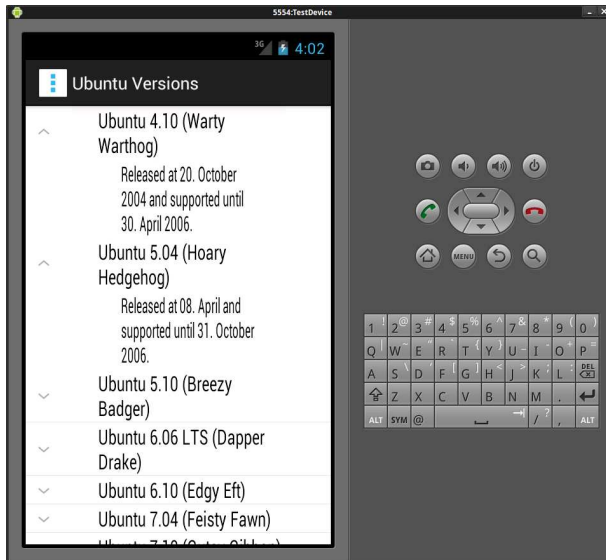 5554:TestDevice
3G 4:02
Ubuntu Versions
Ubuntu 4.10 (Warty
Warthog)
Released at 20. October
2004 and supported until
30. April 2006.
Ubuntu 5.04 (Hoary
Hedgehog)
Released at 08. April and
supported until 31. October
2006.
Ubuntu 5.10 (Breezy
Badger)
Ubuntu 6.06 LTS (Dapper
Drake)
Ubuntu 6.10 (Edgy Eft)
Ubuntu 7.04 (Feisty Fawn)
MENU
1 ! 2 @ 3 # 4 $ 5 % 6 ^ 7 & 8 * 9 ( 0 )
Q | W ~ E " R ` T { Y } U _ I - O + P =
A S \ D ' F [ G ] H < J > K ; L : DEL
Z X C V B N M .
ALT SYM @ / ? , ALT